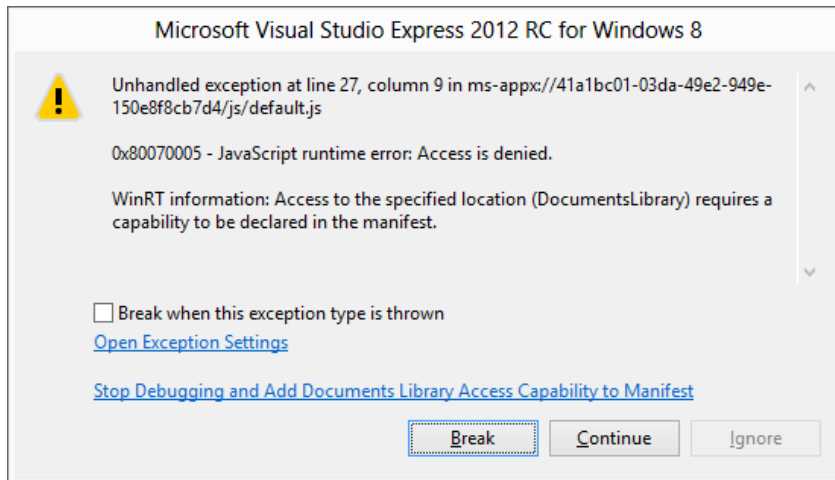 Microsoft Visual Studio Express 2012 RC for Windows 8
Unhandled exception at line 27, column 9 in ms-appx://41a1bc01-03da-49e2-949e-
150e8f8cb7d4/js/default.js
0x80070005 - JavaScript runtime error: Access is denied.
WinRT information: Access to the specified location (DocumentsLibrary) requires a
capability to be declared in the manifest.
Break when this exception type is thrown
Open Exception Settings
Stop Debugging and Add Documents Library Access Capability to Manifest
Break Continue Ignore